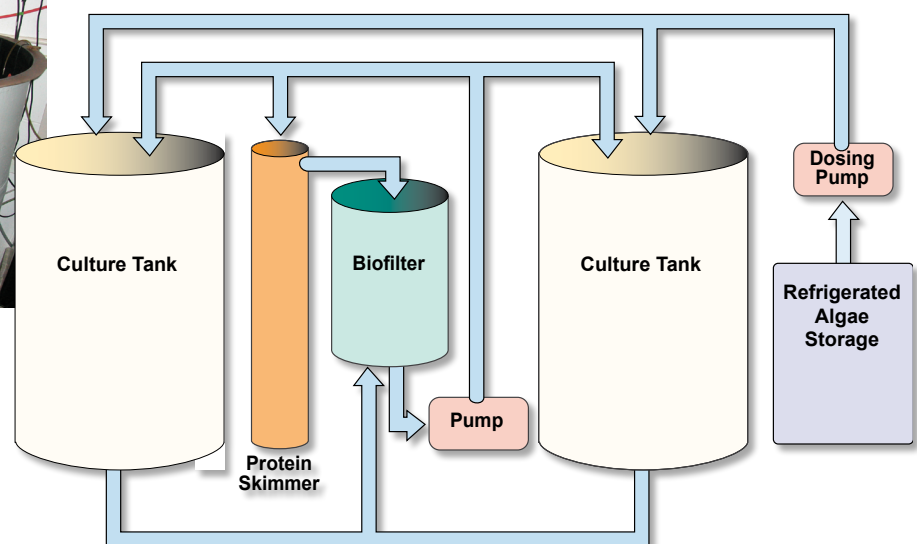 Dosing
Pump
Culture Tank
Biofilter
Culture Tank
Refrigerated
Algae
Storage
Pump
Protein
Skimmer